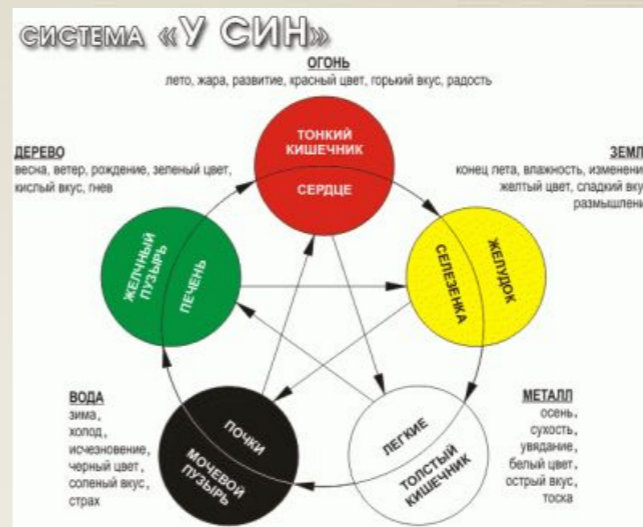 СИСТЕМА «У СИН»
ОГОНЬ
лето, жара, развитие, красный цвет, горький вкус, радость
ТОНКИЙ
КИШЕЧНИК
СЕРДЦЕ
ДЕРЕВО
весна, ветер, рождение, зеленый цвет,
кислый вкус, гнев
ЗЕМЛ
конец лета, влажность, изменени
желтый цвет, сладкий вку
размышлени
ЖЕЛЧНЫЙ
ПУЗЫРЬ
ПЕЧЕНЬ
СЕЛЕЗЕНКА
ЖЕЛУДОК
ВОДА
зима,
холод,
исчезновение,
черный цвет,
соленый вкус,
страх
ПОЧКИ
МОЧЕВОЙ
ПУЗЫРЬ
ЛЕГКИЕ
ТОЛСТЫЙ
КИШЕЧНИК
МЕТАЛЛ
осень,
сухость,
увядание,
белый цвет,
острый вкус,
тоска